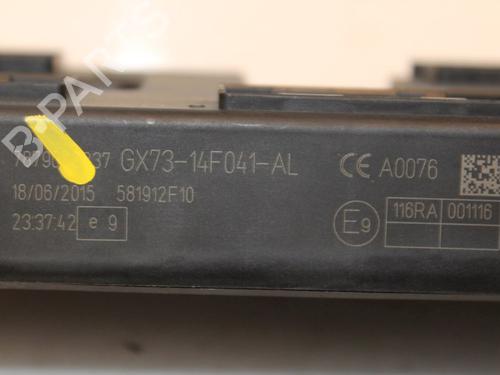 B-PARTS
GX73-14F041-AL CE A0076
18/06/2015 581912F10
23:37:42 e 9 E9 116RA 001116